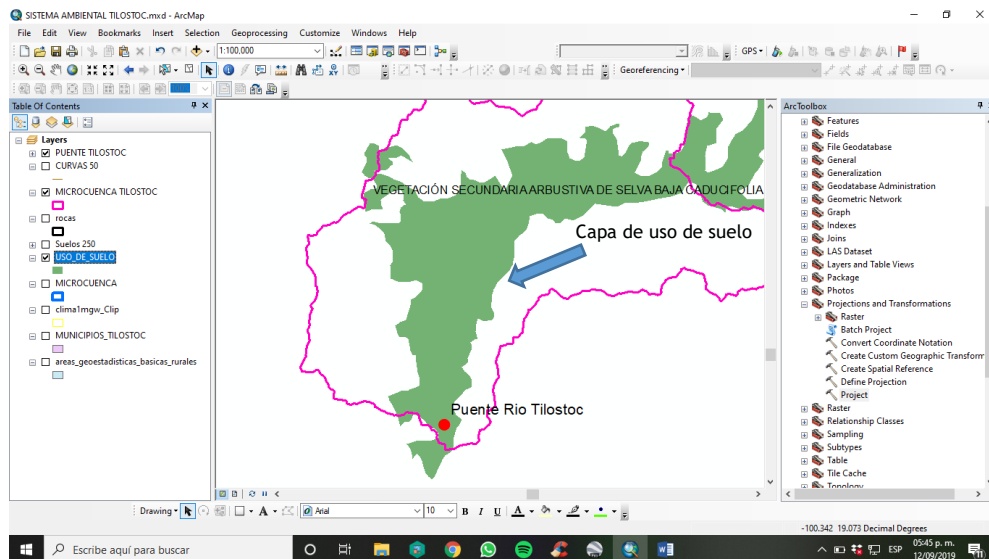 SISTEMA AMBIENTAL TILOSTOC.mxd - ArcMap
File Edit View Bookmarks Insert Selection Geoprocessing Customize Windows Help
1:100,000
GPS
Georeferencing
Table Of Contents
Layers
PUENTE TILOSTOC
CURVAS 50
MICROCUENCA TILOSTOC
rocas
Suelos 250
USO_DE_SUELO
MICROCUENCA
clima1mgw_Clip
MUNICIPIOS_TILOSTOC
areas_geoestadisticas_basicas_rurales
VEGETACIÓN SECUNDARIA ARBUSTIVA DE SELVA BAJA CADUCIFOLIA
Capa de uso de suelo
Puente Rio Tilostoc
ArcToolbox
Features
Fields
File Geodatabase
General
Generalization
Geodatabase Administration
Geometric Network
Graph
Indexes
Joins
LAS Dataset
Layers and Table Views
Package
Photos
Projections and Transformations
Raster
Batch Project
Convert Coordinate Notation
Create Custom Geographic Transform
Create Spatial Reference
Define Projection
Project
Raster
Relationship Classes
Sampling
Subtypes
Table
Tile Cache
Topology
Drawing A Arial 10 B I U A
-100.342 19.073 Decimal Degrees
Escribe aquí para buscar
ESP
05:45 p. m.
12/09/2019